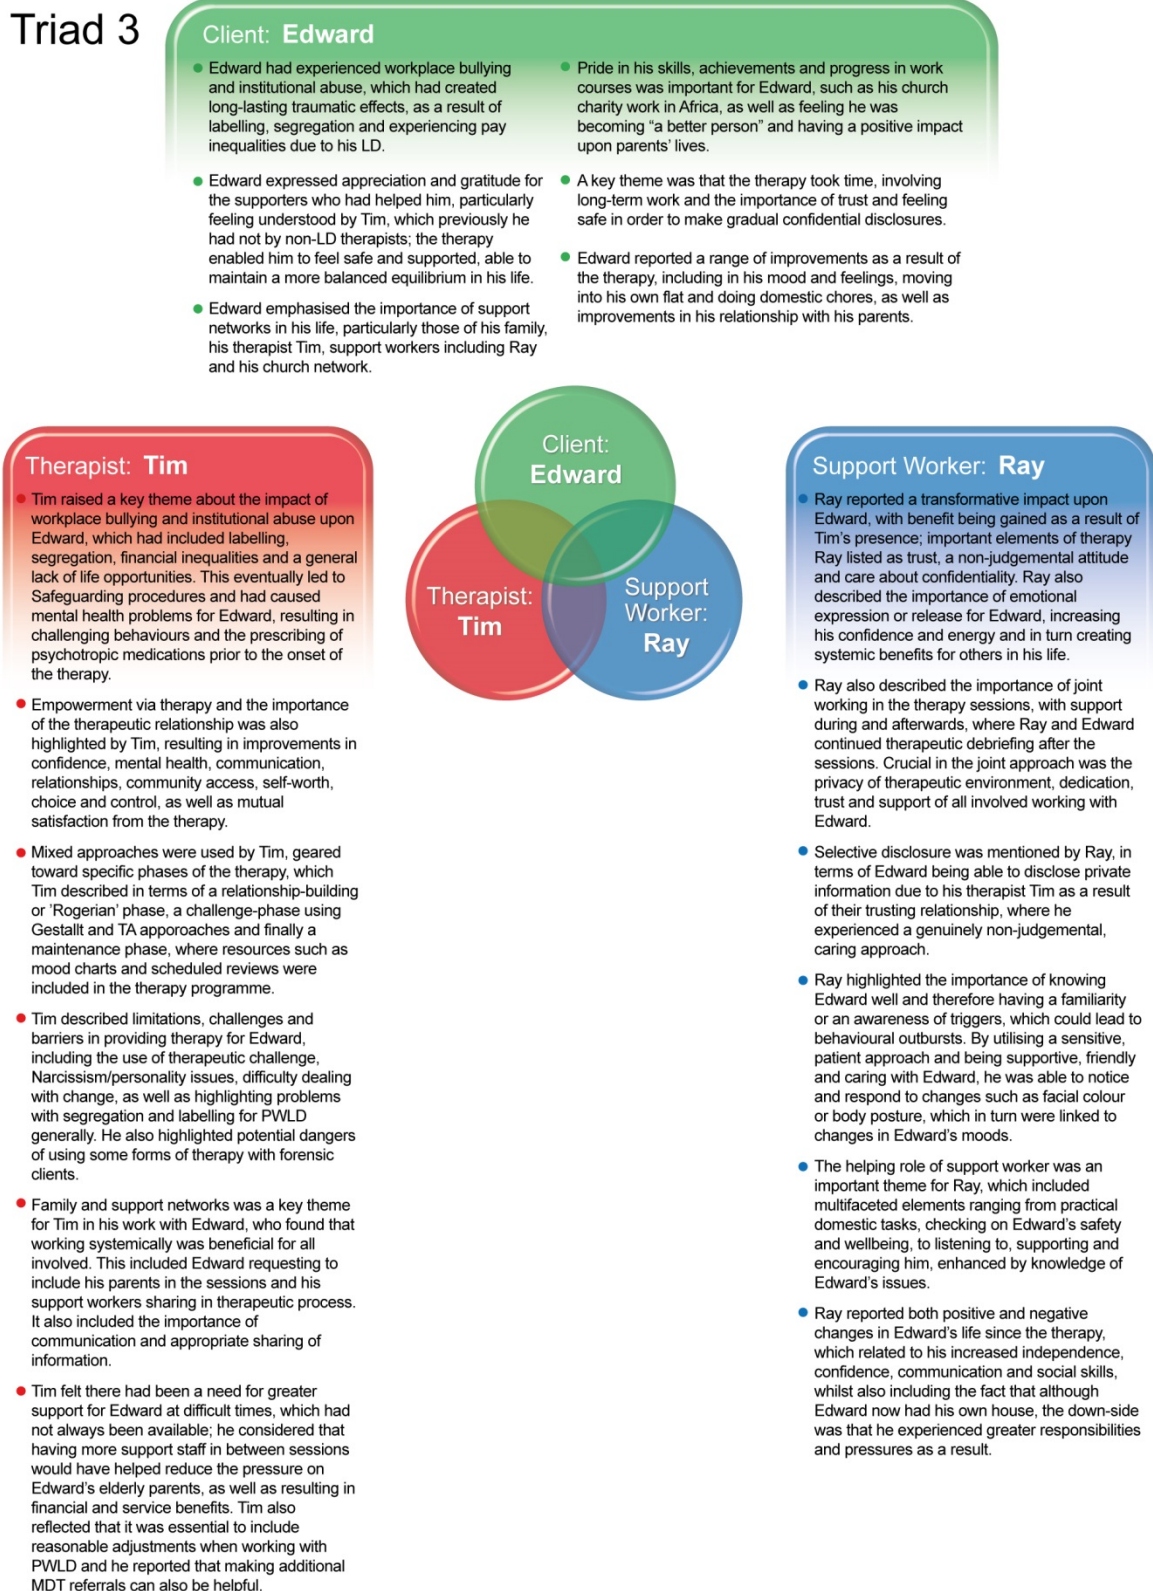 Triad 3
Client: Edward
Edward had experienced workplace bullying
and institutional abuse, which had created
long-lasting traumatic effects, as a result of
labelling, segregation and experiencing pay
inequalities due to his LD.
Edward expressed appreciation and gratitude for
the supporters who had helped him, particularly
feeling understood by Tim, which previously he
had not by non-LD therapists; the therapy
enabled him to feel safe and supported, able to
maintain a more balanced equilibrium in his life.
Edward emphasised the importance of support
networks in his life, particularly those of his family,
his therapist Tim, support workers including Ray
and his church network.
Pride in his skills, achievements and progress in work
courses was important for Edward, such as his church
charity work in Africa, as well as feeling he was
becoming “a better person” and having a positive impact
upon parents’ lives.
A key theme was that the therapy took time, involving
long-term work and the importance of trust and feeling
safe in order to make gradual confidential disclosures.
Edward reported a range of improvements as a result of
the therapy, including in his mood and feelings, moving
into his own flat and doing domestic chores, as well as
improvements in his relationship with his parents.
Client:
Edward
Therapist:
Tim
Support
Worker:
Ray
Therapist: Tim
Tim raised a key theme about the impact of
workplace bullying and institutional abuse upon
Edward, which had included labelling,
segregation, financial inequalities and a general
lack of life opportunities. This eventually led to
Safeguarding procedures and had caused
mental health problems for Edward, resulting in
challenging behaviours and the prescribing of
psychotropic medications prior to the onset of
the therapy.
Empowerment via therapy and the importance
of the therapeutic relationship was also
highlighted by Tim, resulting in improvements in
confidence, mental health, communication,
relationships, community access, self-worth,
choice and control, as well as mutual
satisfaction from the therapy.
Mixed approaches were used by Tim, geared
toward specific phases of the therapy, which
Tim described in terms of a relationship-building
or ’Rogerian’ phase, a challenge-phase using
Gestallt and TA apporoaches and finally a
maintenance phase, where resources such as
mood charts and scheduled reviews were
included in the therapy programme.
Tim described limitations, challenges and
barriers in providing therapy for Edward,
including the use of therapeutic challenge,
Narcissism/personality issues, difficulty dealing
with change, as well as highlighting problems
with segregation and labelling for PWLD
generally. He also highlighted potential dangers
of using some forms of therapy with forensic
clients.
Family and support networks was a key theme
for Tim in his work with Edward, who found that
working systemically was beneficial for all
involved. This included Edward requesting to
include his parents in the sessions and his
support workers sharing in therapeutic process.
It also included the importance of
communication and appropriate sharing of
information.
Tim felt there had been a need for greater
support for Edward at difficult times, which had
not always been available; he considered that
having more support staff in between sessions
would have helped reduce the pressure on
Edward’s elderly parents, as well as resulting in
financial and service benefits. Tim also
reflected that it was essential to include
reasonable adjustments when working with
PWLD and he reported that making additional
MDT referrals can also be helpful.
Support Worker: Ray
Ray reported a transformative impact upon
Edward, with benefit being gained as a result of
Tim’s presence; important elements of therapy
Ray listed as trust, a non-judgemental attitude
and care about confidentiality. Ray also
described the importance of emotional
expression or release for Edward, increasing
his confidence and energy and in turn creating
systemic benefits for others in his life.
Ray also described the importance of joint
working in the therapy sessions, with support
during and afterwards, where Ray and Edward
continued therapeutic debriefing after the
sessions. Crucial in the joint approach was the
privacy of therapeutic environment, dedication,
trust and support of all involved working with
Edward.
Selective disclosure was mentioned by Ray, in
terms of Edward being able to disclose private
information due to his therapist Tim as a result
of their trusting relationship, where he
experienced a genuinely non-judgemental,
caring approach.
Ray highlighted the importance of knowing
Edward well and therefore having a familiarity
or an awareness of triggers, which could lead to
behavioural outbursts. By utilising a sensitive,
patient approach and being supportive, friendly
and caring with Edward, he was able to notice
and respond to changes such as facial colour
or body posture, which in turn were linked to
changes in Edward’s moods.
The helping role of support worker was an
important theme for Ray, which included
multifaceted elements ranging from practical
domestic tasks, checking on Edward’s safety
and wellbeing, to listening to, supporting and
encouraging him, enhanced by knowledge of
Edward’s issues.
Ray reported both positive and negative
changes in Edward’s life since the therapy,
which related to his increased independence,
confidence, communication and social skills,
whilst also including the fact that although
Edward now had his own house, the down-side
was that he experienced greater responsibilities
and pressures as a result.